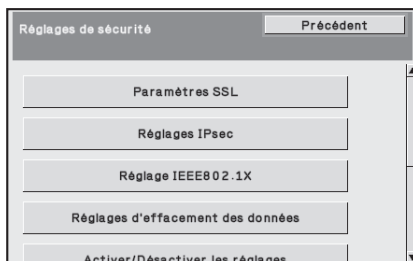 Réglages de sécurité
Précédent
Paramètres SSL
Réglages IPsec
Réglage IEEE802.1X
Réglages d'effacement des données
Activer/Désactiver les réglages